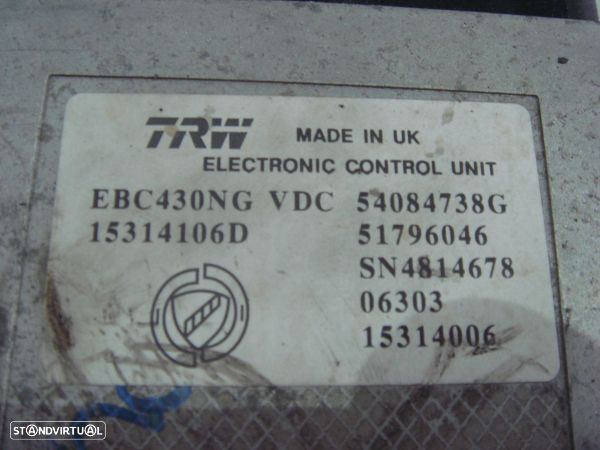 TRW MADE IN UK
ELECTRONIC CONTROL UNIT
EBC430NG VDC 54084738G
15314106D 51796046
SN4814678
06303
15314006
STANDVIRTUAL